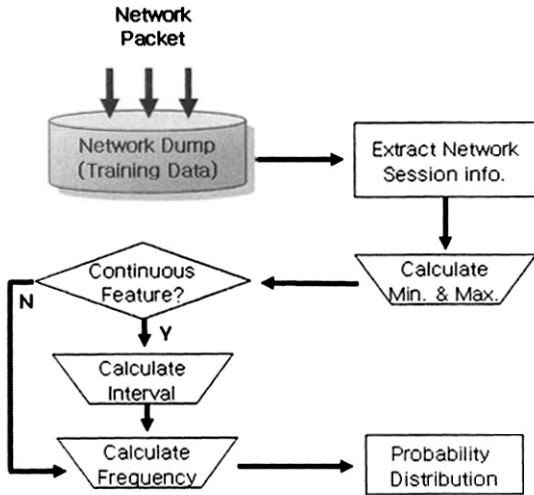 Network
Packet
Network Dump
(Training Data)
Extract Network
Session info.
Calculate
Min. & Max.
Continuous
Feature?
N
Y
Calculate
Interval
Calculate
Frequency
Probability
Distribution